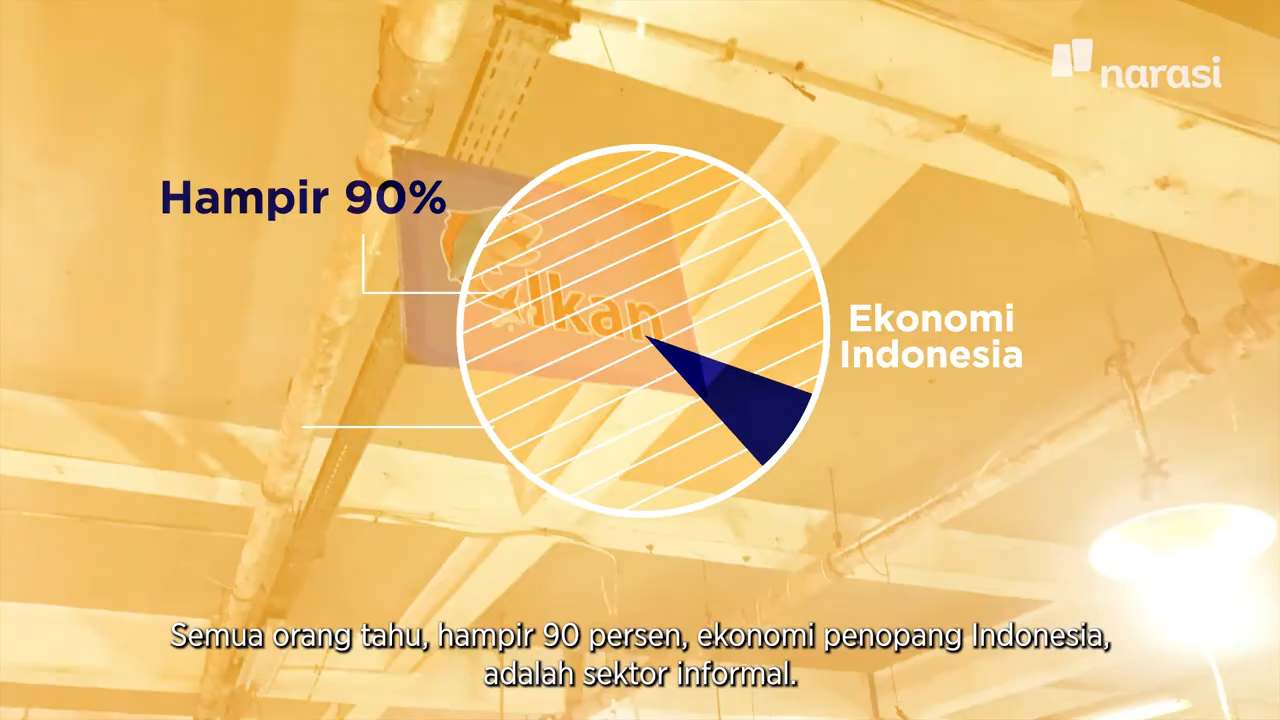 narasi
Hampir 90%
Ikan
Ekonomi
Indonesia
Semua orang tahu, hampir 90 persen, ekonomi penopang Indonesia,
adalah sektor informal.